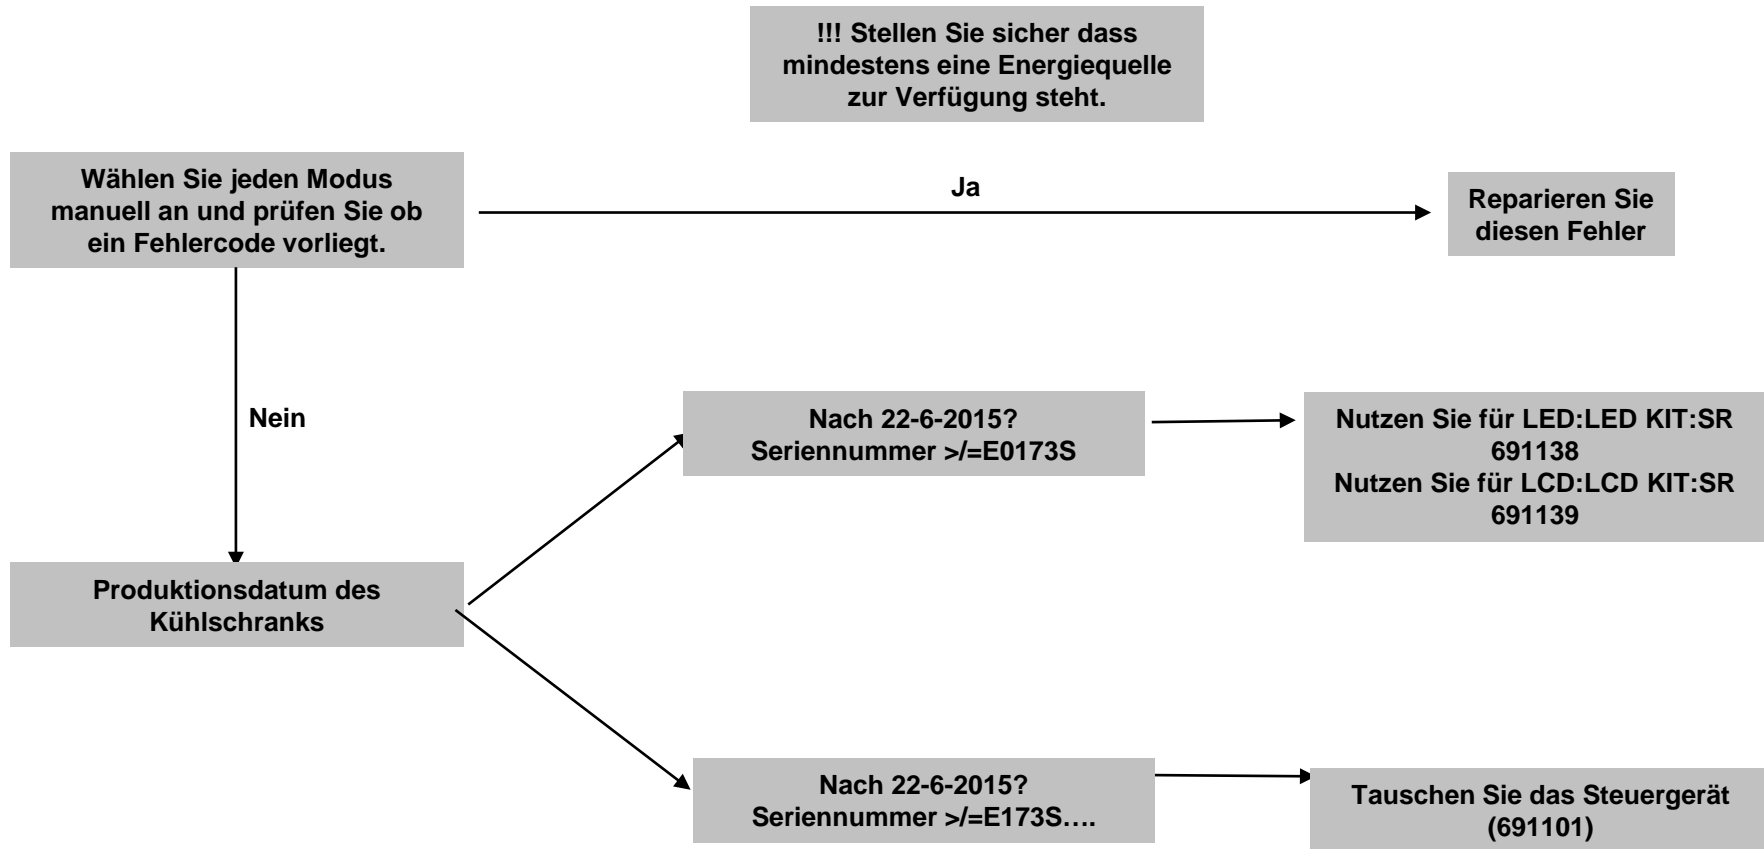 !!! Stellen Sie sicher dass
mindestens eine Energiequelle
zur Verfügung steht.
Wählen Sie jeden Modus
manuell an und prüfen Sie ob
ein Fehlercode vorliegt.
Ja
Reparieren Sie
diesen Fehler
Nein
Nach 22-6-2015?
Seriennummer >/=E0173S
Nutzen Sie für LED:LED KIT:SR
691138
Nutzen Sie für LCD:LCD KIT:SR
691139
Produktionsdatum des
Kühlschranks
Nach 22-6-2015?
Seriennummer >/=E173S….
Tauschen Sie das Steuergerät
(691101)